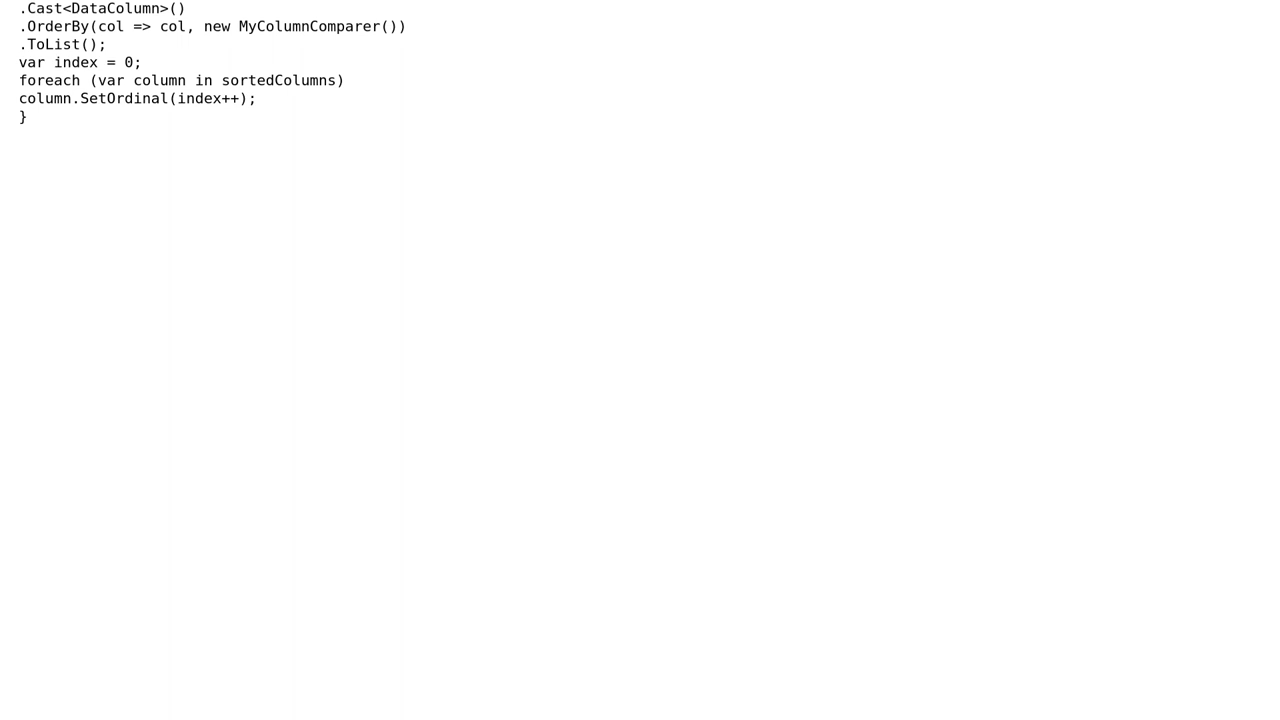 .Cast<DataColumn>()
.OrderBy(col => col, new MyColumnComparer())
.ToList();
var index = 0;
foreach (var column in sortedColumns)
column.SetOrdinal(index++);
}